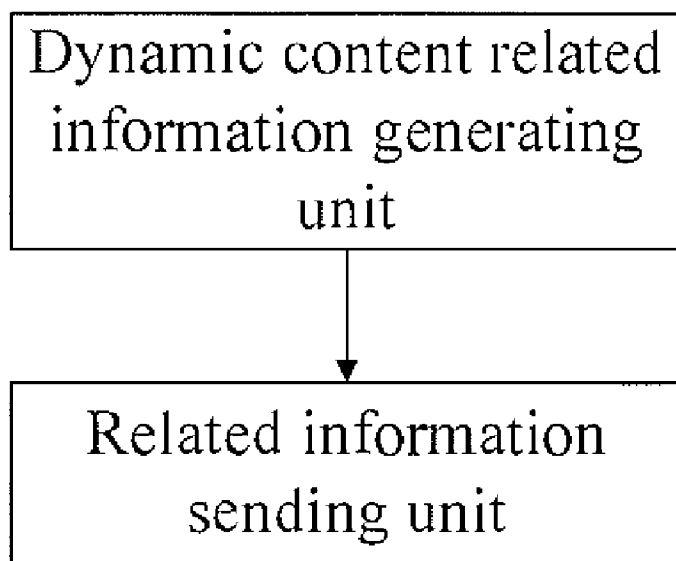 Dynamic content related
information generating
unit
Related information
sending unit